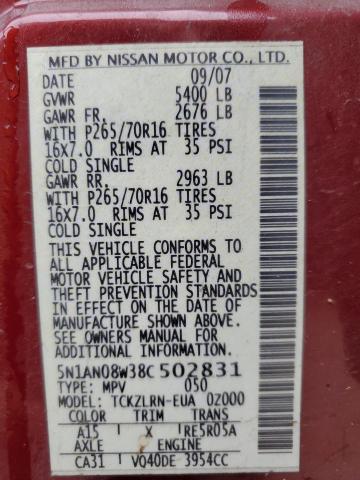 MFD BY NISSAN MOTOR CO., LTD.
DATE 09/07
GVWR 5400 LB
GAWR FR. 2676 LB
WITH P265/70R16 TIRES
16X7.0 RIMS AT 35 PSI
COLD SINGLE
GAWR RR. 2963 LB
WITH P265/70R16 TIRES
16X7.0 RIMS AT 35 PSI
COLD SINGLE
THIS VEHICLE CONFORMS TO
ALL APPLICABLE FEDERAL
MOTOR VEHICLE SAFETY AND
THEFT PREVENTION STANDARDS
IN EFFECT ON THE DATE OF
MANUFACTURE SHOWN ABOVE.
SEE OWNERS MANUAL FOR
ADDITIONAL INFORMATION
5N1AN08W38C502831
TYPE: MPV 050
MODEL: TCKZLRN-EUA 0Z000
COLOR TRIM TRANS
A15 X RE5R05A
AXLE ENGINE
CA31 VQ40DE 3954CC